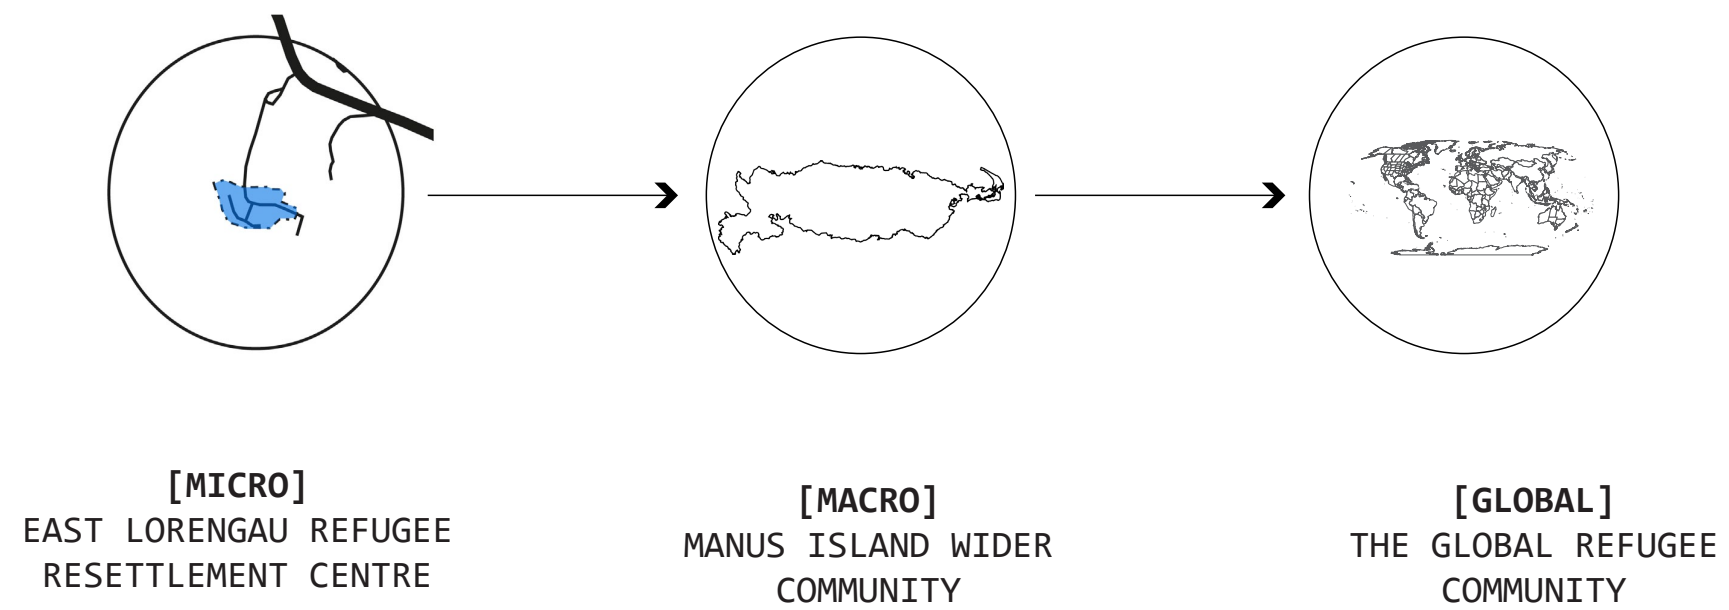 [MICRO]
EAST LORENGAU REFUGEE
RESETTLEMENT CENTRE
[MACRO]
MANUS ISLAND WIDER
COMMUNITY
[GLOBAL]
THE GLOBAL REFUGEE
COMMUNITY